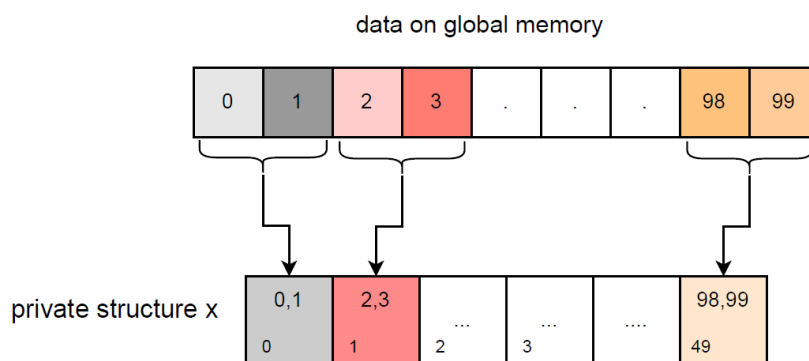 data on global memory
0 1 2 3 . . . 98 99
private structure x
0,1 2,3 ... ... .... 98,99
0 1 2 3 49